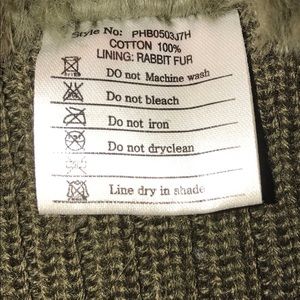 Style No: PHB0503J7H
COTTON 100%
LINING: RABBIT FUR
DO not Machine wash
Do not bleach
Do not iron
Do not dryclean
Line dry in shade